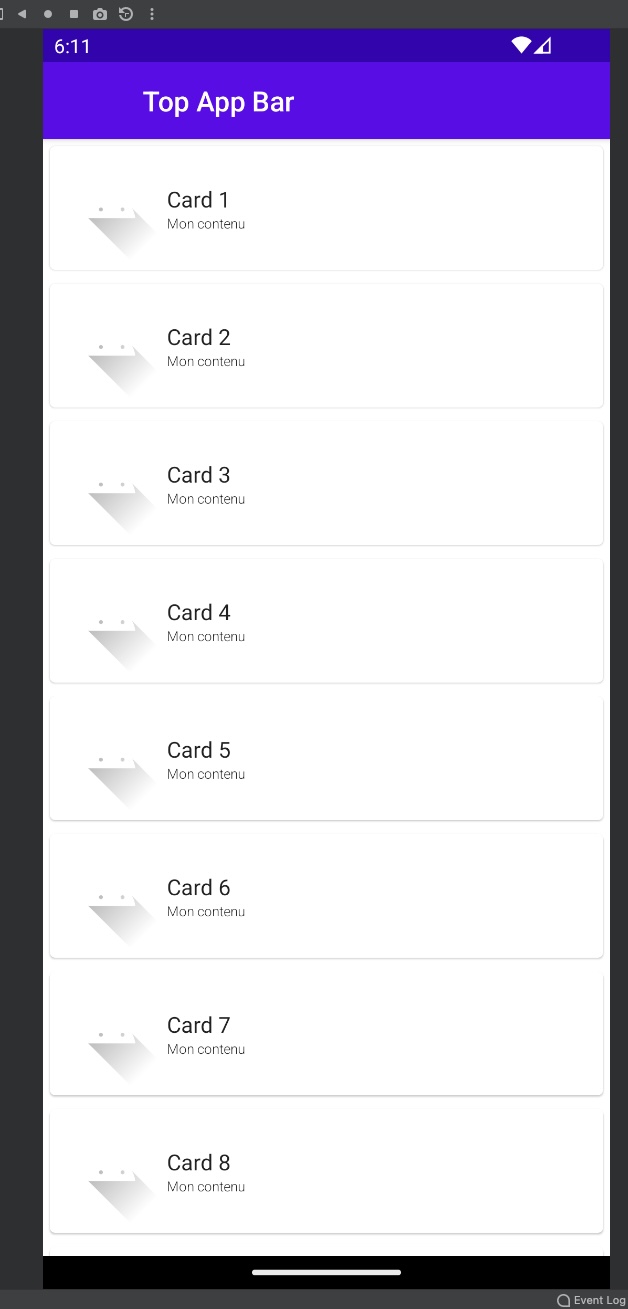 6:11
Top App Bar
Card 1
Mon contenu
Card 2
Mon contenu
Card 3
Mon contenu
Card 4
Mon contenu
Card 5
Mon contenu
Card 6
Mon contenu
Card 7
Mon contenu
Card 8
Mon contenu
Event Log